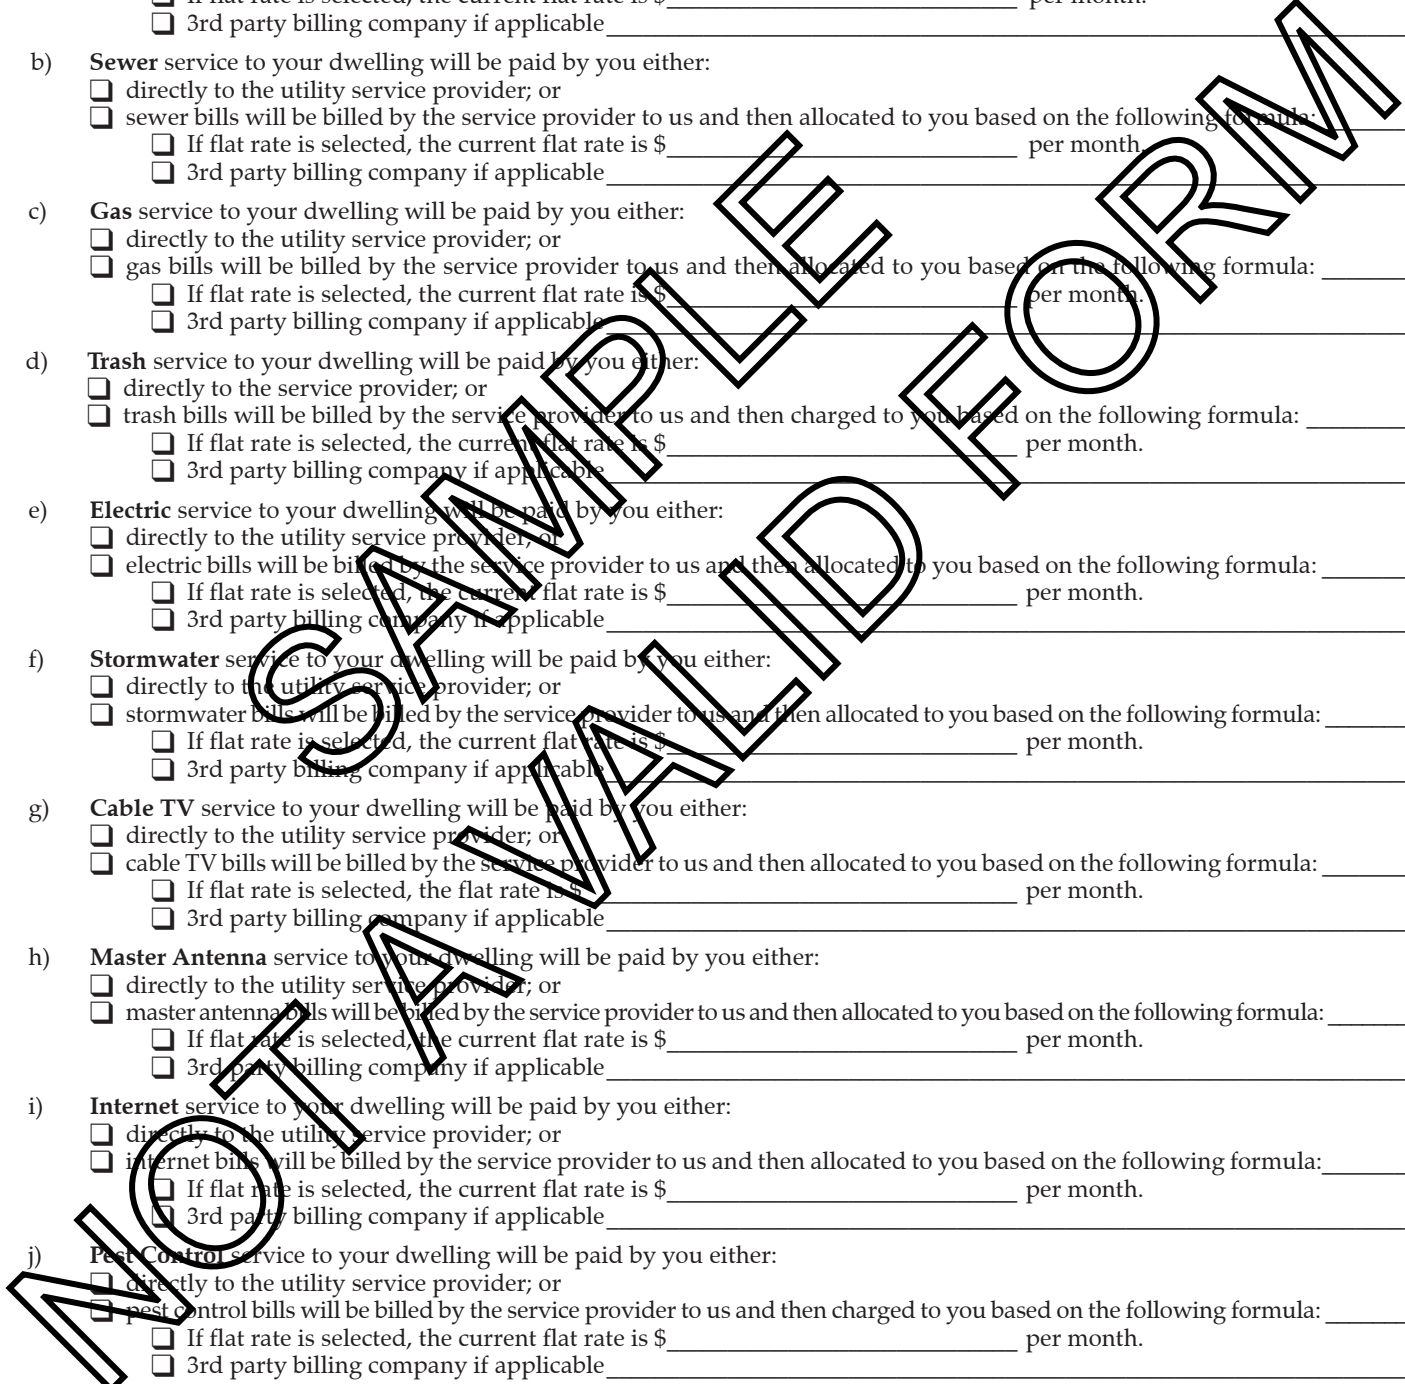 If flat rate is selected, the current flat rate is $ per month.
❏ 3rd party billing company if applicable
b) Sewer service to your dwelling will be paid by you either:
❏ directly to the utility service provider; or
❏ sewer bills will be billed by the service provider to us and then allocated to you based on the following formula:
❏ If flat rate is selected, the current flat rate is $ per month.
❏ 3rd party billing company if applicable
c) Gas service to your dwelling will be paid by you either:
❏ directly to the utility service provider; or
❏ gas bills will be billed by the service provider to us and then allocated to you based on the following formula:
❏ If flat rate is selected, the current flat rate is $ per month.
❏ 3rd party billing company if applicable
d) Trash service to your dwelling will be paid by you either:
❏ directly to the service provider; or
❏ trash bills will be billed by the service provider to us and then charged to you based on the following formula:
❏ If flat rate is selected, the current flat rate is $ per month.
❏ 3rd party billing company if applicable
e) Electric service to your dwelling will be paid by you either:
❏ directly to the utility service provider; or
❏ electric bills will be billed by the service provider to us and then allocated to you based on the following formula:
❏ If flat rate is selected, the current flat rate is $ per month.
❏ 3rd party billing company if applicable
f) Stormwater service to your dwelling will be paid by you either:
❏ directly to the utility service provider; or
❏ stormwater bills will be billed by the service provider to us and then allocated to you based on the following formula:
❏ If flat rate is selected, the current flat rate is $ per month.
❏ 3rd party billing company if applicable
g) Cable TV service to your dwelling will be paid by you either:
❏ directly to the utility service provider; or
❏ cable TV bills will be billed by the service provider to us and then allocated to you based on the following formula:
❏ If flat rate is selected, the flat rate is $ per month.
❏ 3rd party billing company if applicable
h) Master Antenna service to your dwelling will be paid by you either:
❏ directly to the utility service provider; or
❏ master antenna bills will be billed by the service provider to us and then allocated to you based on the following formula:
❏ If flat rate is selected, the current flat rate is $ per month.
❏ 3rd party billing company if applicable
i) Internet service to your dwelling will be paid by you either:
❏ directly to the utility service provider; or
❏ internet bills will be billed by the service provider to us and then allocated to you based on the following formula:
❏ If flat rate is selected, the current flat rate is $ per month.
❏ 3rd party billing company if applicable
j) Pest Control service to your dwelling will be paid by you either:
❏ directly to the utility service provider; or
❏ pest control bills will be billed by the service provider to us and then charged to you based on the following formula:
❏ If flat rate is selected, the current flat rate is $ per month.
❏ 3rd party billing company if applicable
SAMPLE
NOT A VALID FORM